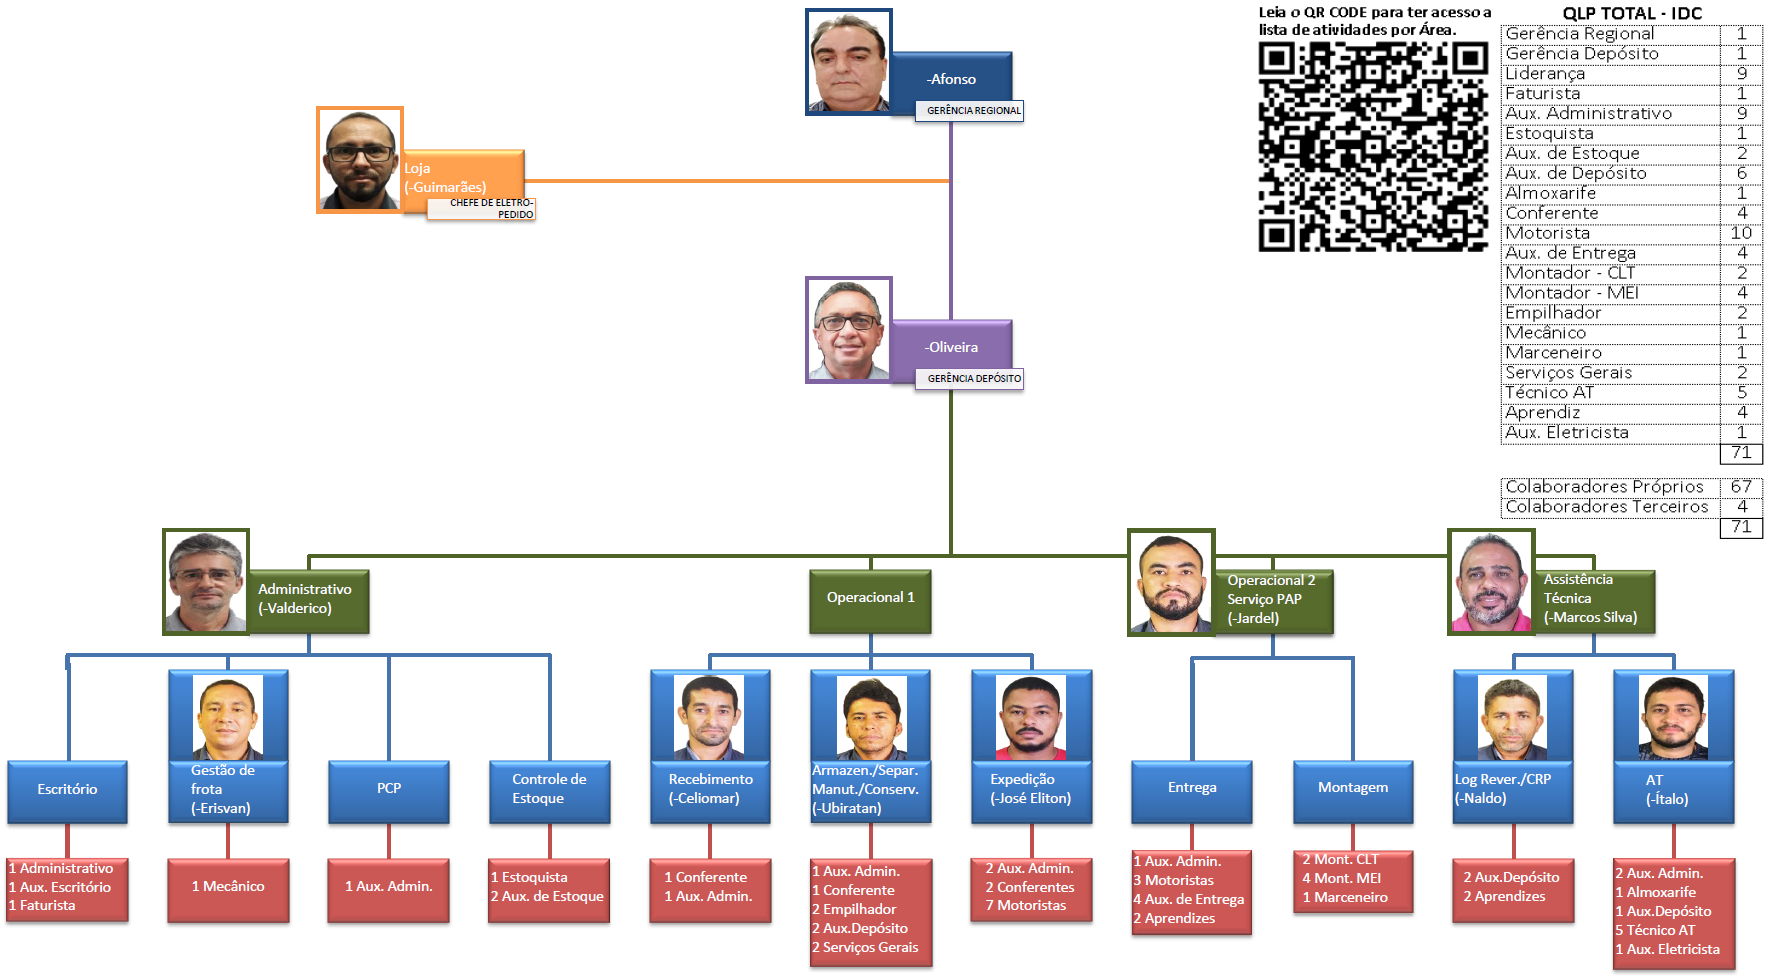 -Afonso
GERÊNCIA REGIONAL
Loja
(-Guimarães)
CHEFE DE ELETRO-
PEDIDO
-Oliveira
GERÊNCIA DEPÓSITO
Leia o QR CODE para ter acesso a
lista de atividades por Área.
QLP TOTAL - IDC
Gerência Regional 1
Gerência Depósito 1
Liderança 9
Faturista 1
Aux. Administrativo 9
Estoquista 1
Aux. de Estoque 2
Aux. de Depósito 6
Almoxarife 1
Conferente 4
Motorista 10
Aux. de Entrega 4
Montador - CLT 2
Montador - MEI 4
Empilhador 2
Mecânico 1
Marceneiro 1
Serviços Gerais 2
Técnico AT 5
Aprendiz 4
Aux. Eletricista 1
71
Colaboradores Próprios 67
Colaboradores Terceiros 4
71
Administrativo
(-Valderico)
Operacional 1
Operacional 2
Serviço PAP
(-Jardel)
Assistência
Técnica
(-Marcos Silva)
Escritório
Gestão de
frota
(-Erisvan)
PCP
Controle de
Estoque
Recebimento
(-Celiomar)
Armazen./Separ.
Manut./Conserv.
(-Ubiratan)
Expedição
(-José Eliton)
Entrega
Montagem
Log Rever./CRP
(-Naldo)
AT
(-Ítalo)
1 Administrativo
1 Aux. Escritório
1 Faturista
1 Mecânico
1 Aux. Admin.
1 Estoquista
2 Aux. de Estoque
1 Conferente
1 Aux. Admin.
1 Aux. Admin.
1 Conferente
2 Empilhador
2 Aux.Depósito
2 Serviços Gerais
2 Aux. Admin.
2 Conferentes
7 Motoristas
1 Aux. Admin.
3 Motoristas
4 Aux. de Entrega
2 Aprendizes
2 Mont. CLT
4 Mont. MEI
1 Marceneiro
2 Aux.Depósito
2 Aprendizes
2 Aux. Admin.
1 Almoxarife
1 Aux.Depósito
5 Técnico AT
1 Aux. Eletricista